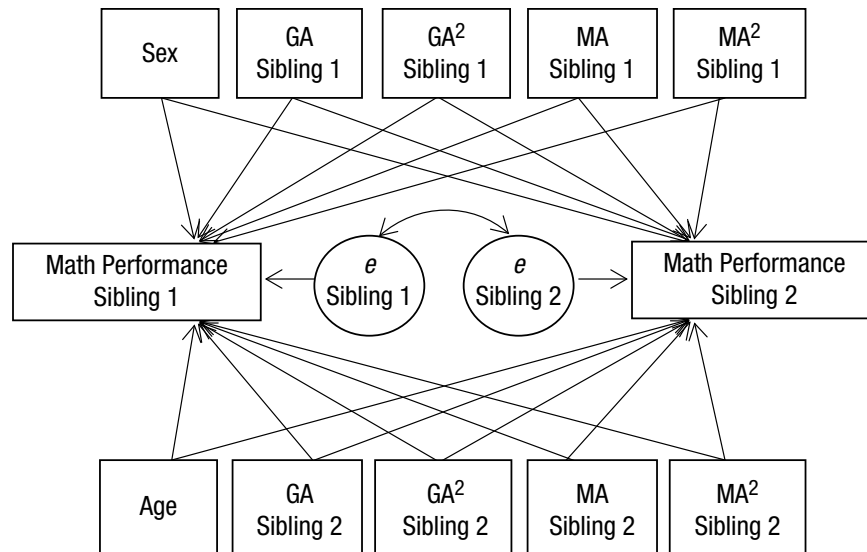 Sex
GA
Sibling 1
GA²
Sibling 1
MA
Sibling 1
MA²
Sibling 1
Math Performance
Sibling 1
e
Sibling 1
e
Sibling 2
Math Performance
Sibling 2
Age
GA
Sibling 2
GA²
Sibling 2
MA
Sibling 2
MA²
Sibling 2